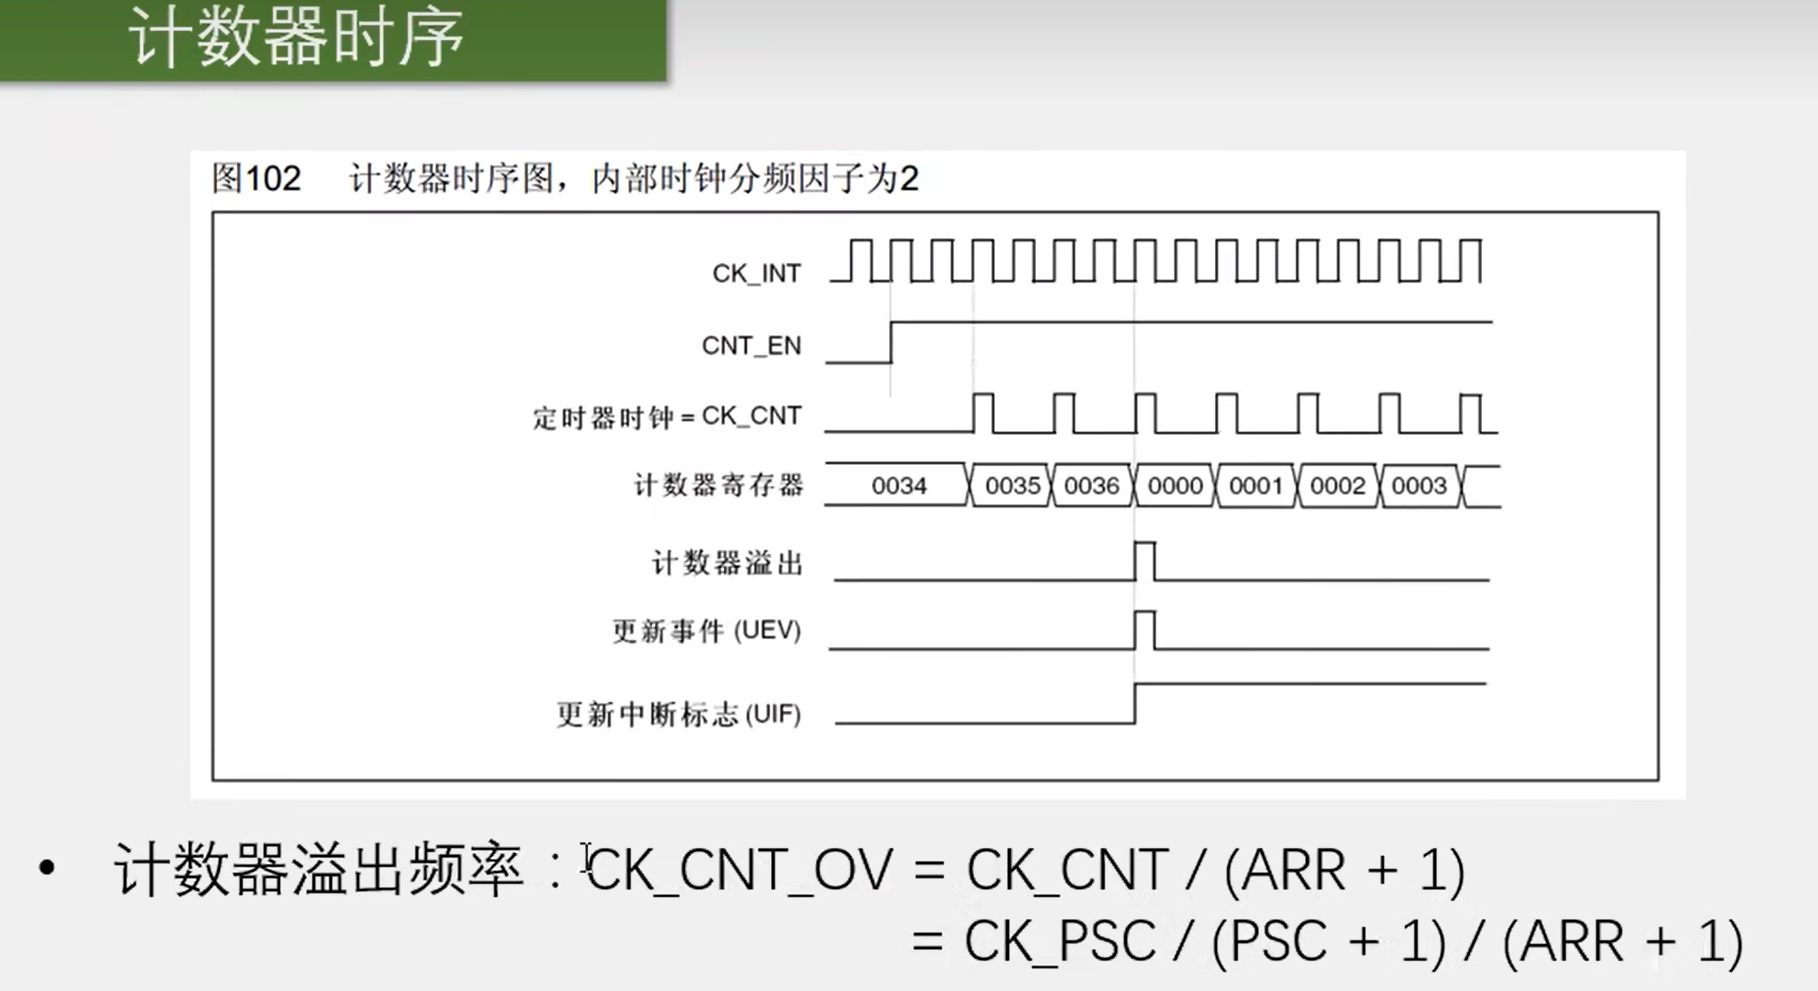 计数器时序
图102 计数器时序图，内部时钟分频因子为2
CK_INT
CNT_EN
定时器时钟 = CK_CNT
计数器寄存器 0034 0035 0036 0000 0001 0002 0003
计数器溢出
更新事件 (UEV)
更新中断标志 (UIF)
• 计数器溢出频率：CK_CNT_OV = CK_CNT / (ARR + 1)
= CK_PSC / (PSC + 1) / (ARR + 1)